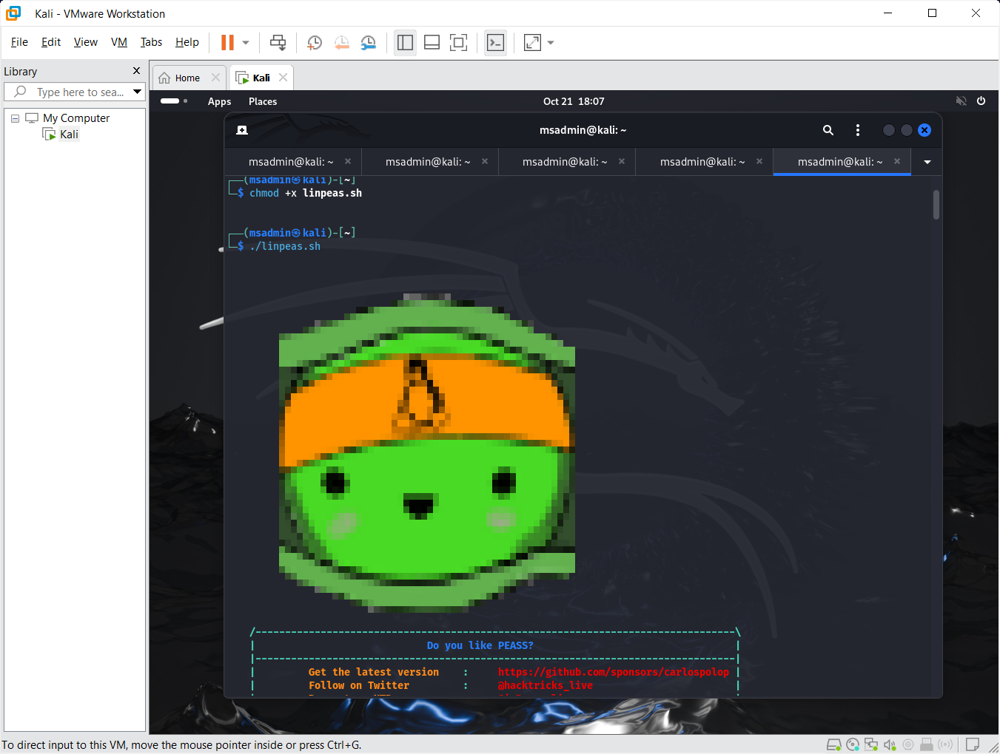 Kali - VMware Workstation
File Edit View VM Tabs Help
Library
Type here to sea...
My Computer
Kali
Home
Kali
Apps Places Oct 21 18:07
msadmin@kali: ~
msadmin@kali: ~ msadmin@kali: ~ msadmin@kali: ~ msadmin@kali: ~ msadmin@kali: ~
┌──(msadmin㉿kali)-[~]
└─$ chmod +x linpeas.sh
┌──(msadmin㉿kali)-[~]
└─$ ./linpeas.sh
/---------------------------------------------------------------------------------\
| Do you like PEASS? |
|---------------------------------------------------------------------------------|
| Get the latest version : https://github.com/sponsors/carlospolop |
| Follow on Twitter : @hacktricks_live |
To direct input to this VM, move the mouse pointer inside or press Ctrl+G.